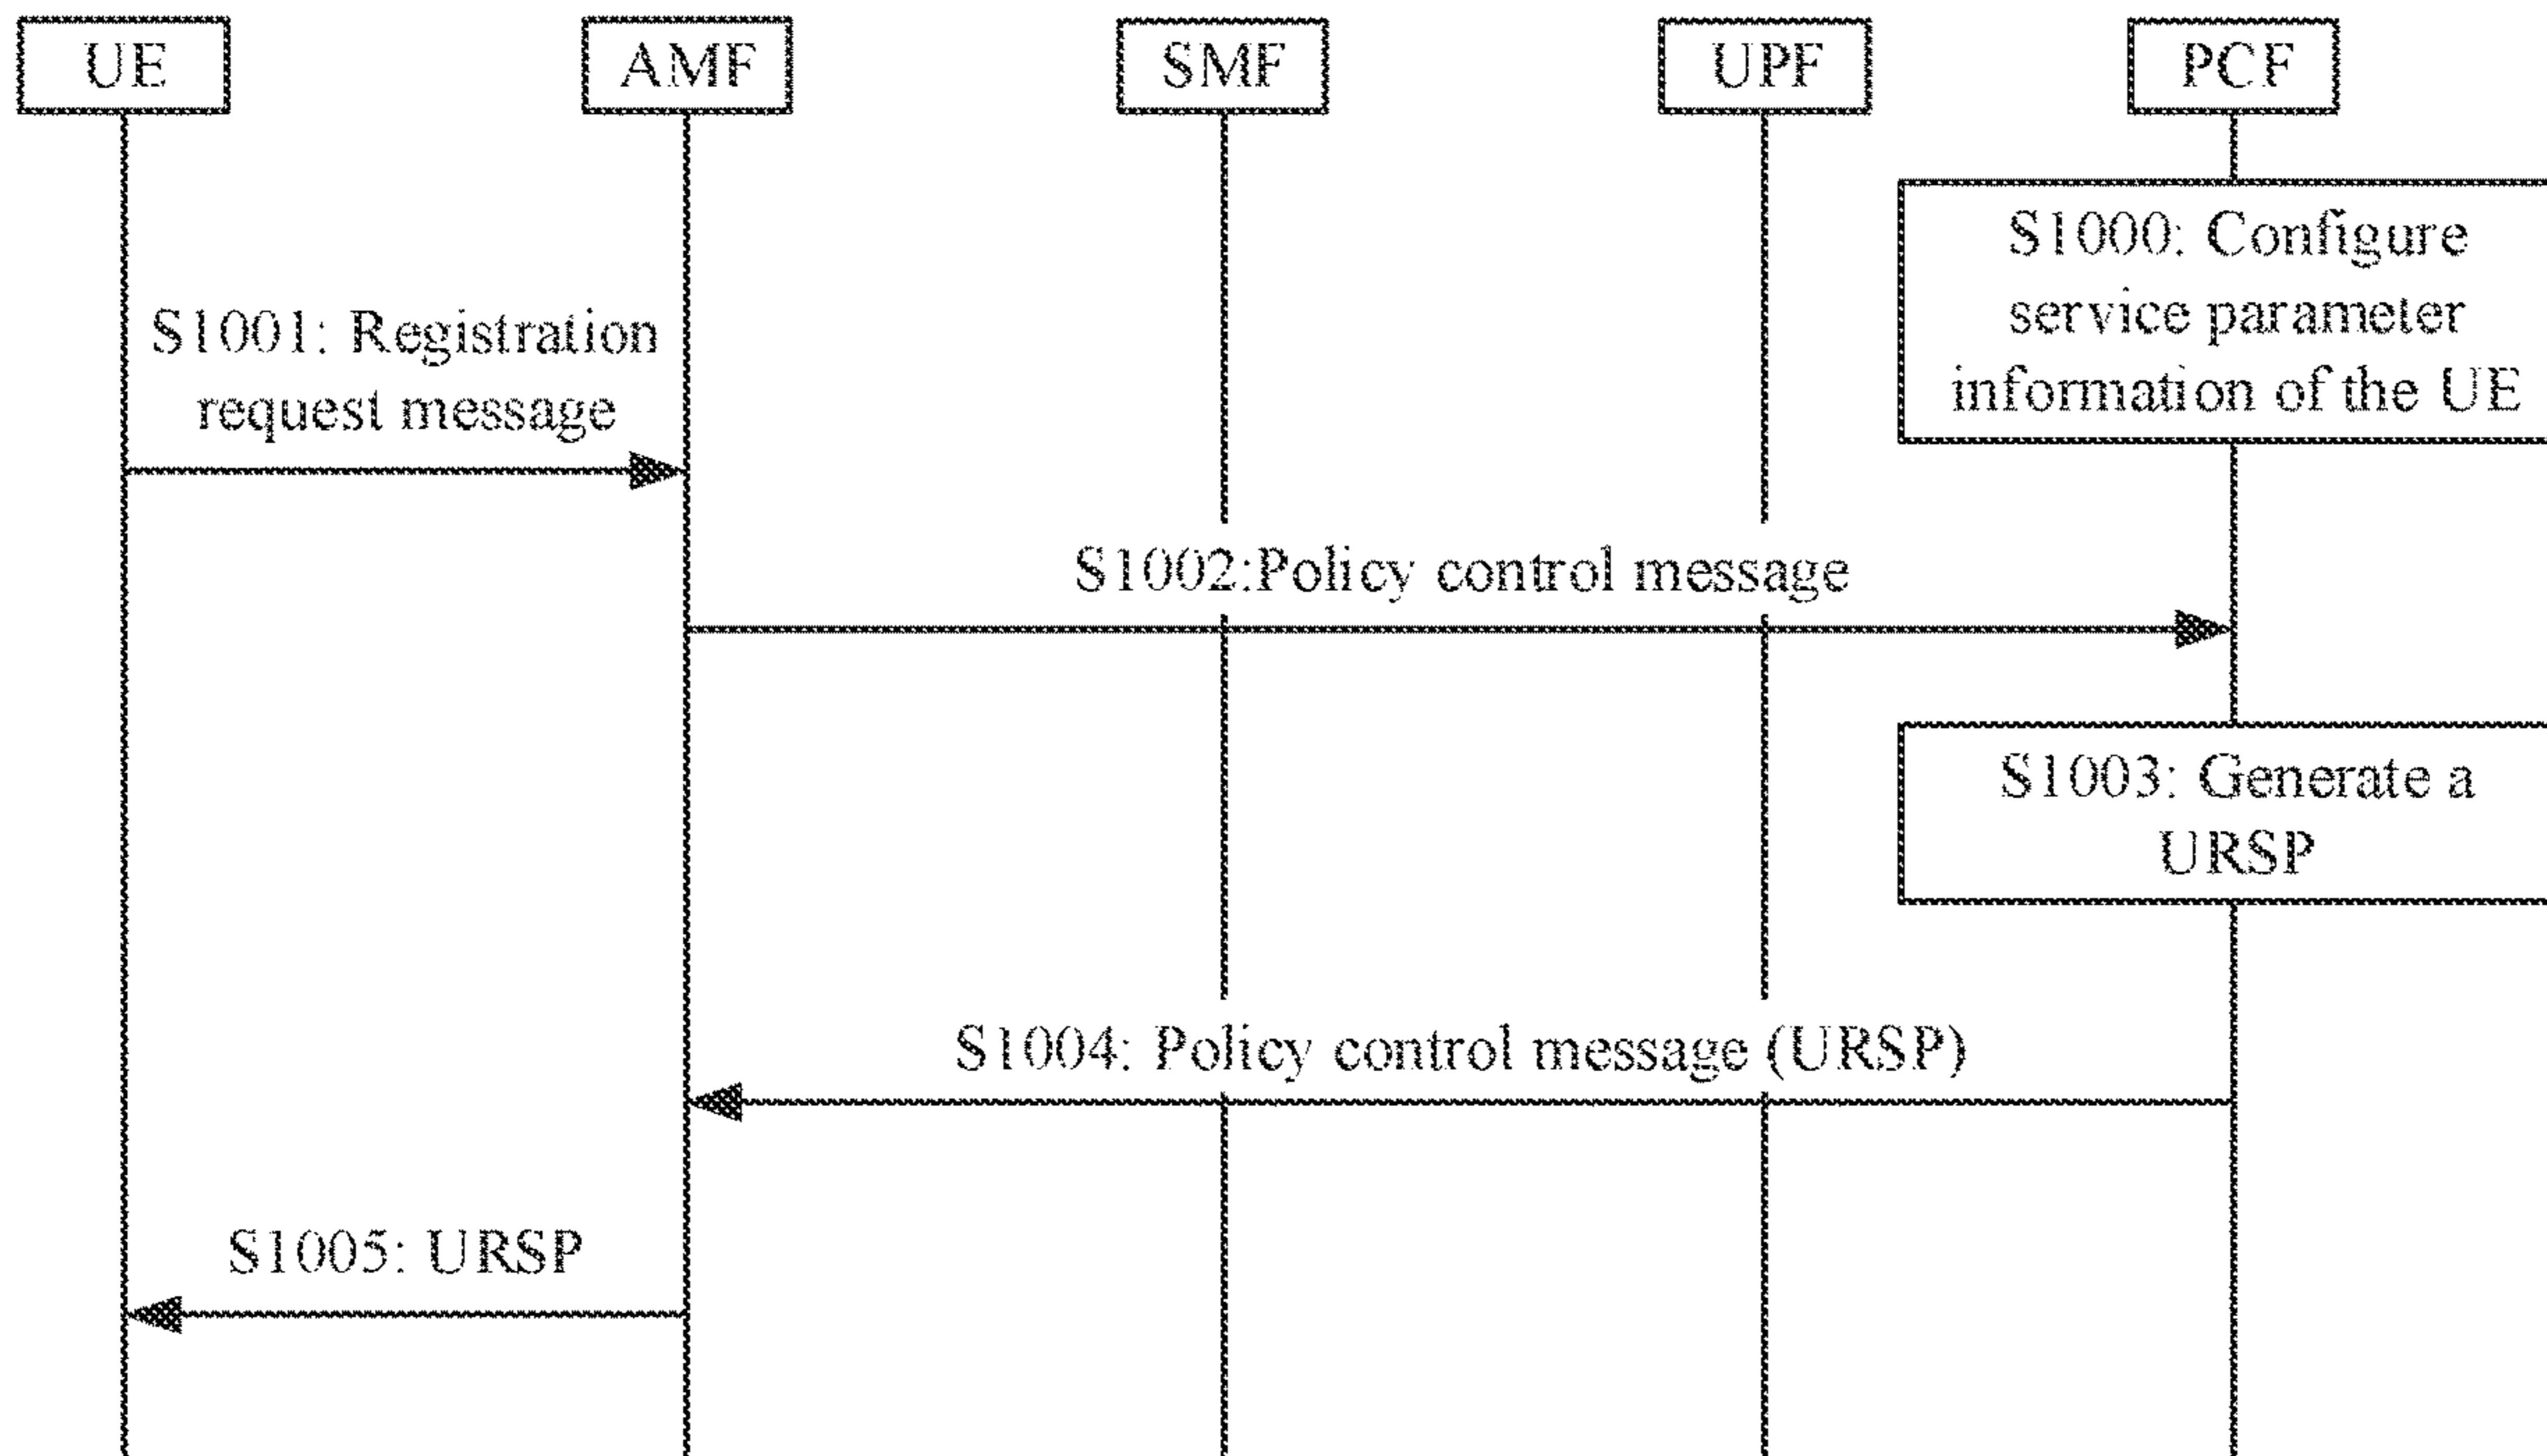 UE
AMF
SMF
UPF
PCF
S1000: Configure
service parameter
information of the UE
S1001: Registration
request message
S1002:Policy control message
S1003: Generate a
URSP
S1004: Policy control message (URSP)
S1005: URSP